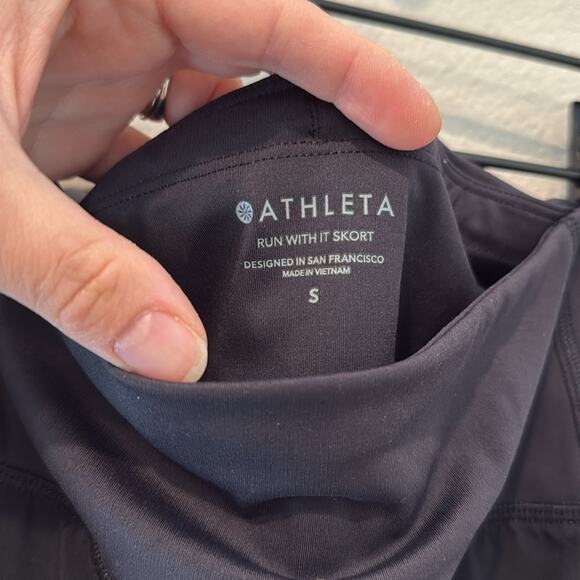 ATHLETA
RUN WITH IT SKORT
DESIGNED IN SAN FRANCISCO
MADE IN VIETNAM
S